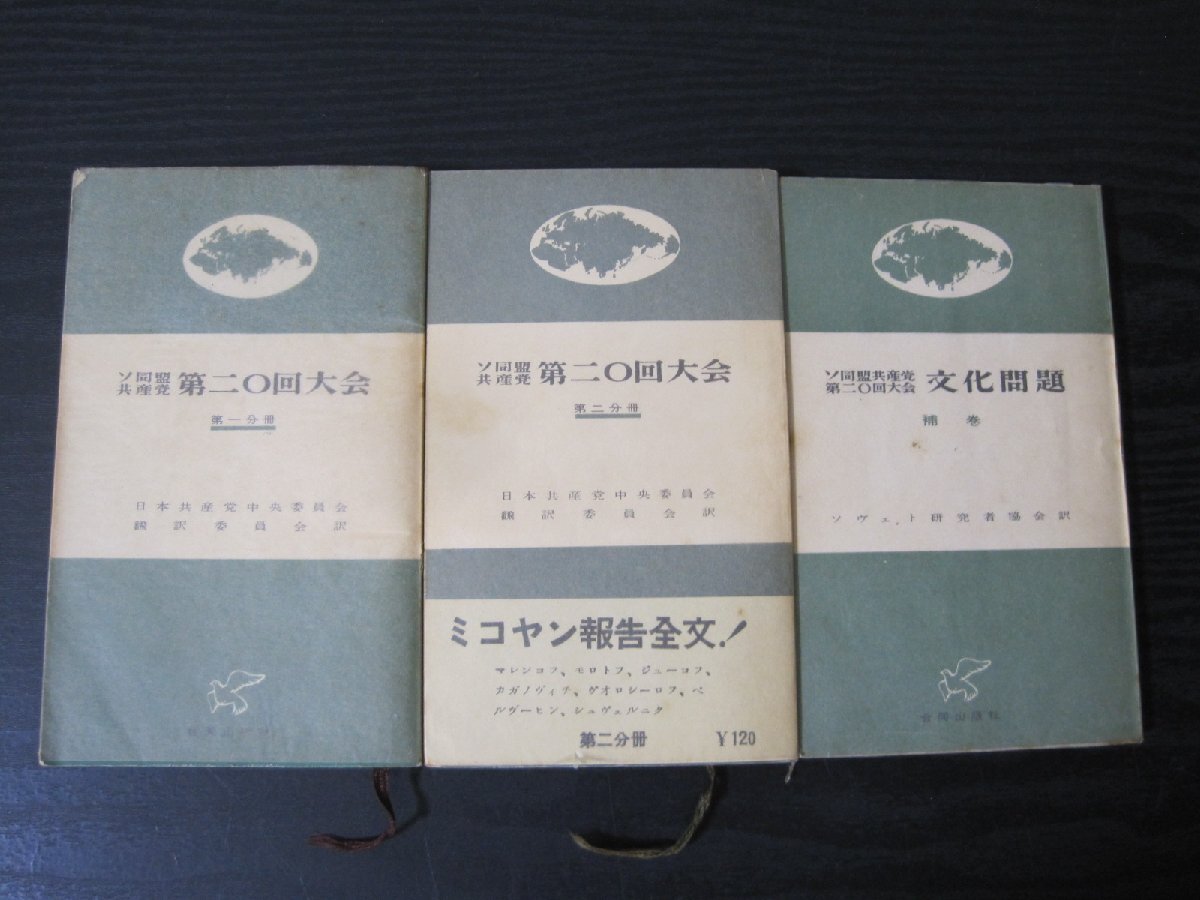 ソ同盟
共産党 第二〇回大会
第一分冊
日本共産党中央委員会
飜訳委員会訳
ソ同盟
共産党 第二〇回大会
第二分冊
日本共産党中央委員会
飜訳委員会訳
ミコヤン報告全文!
マレンコフ、モロトフ、ジューコフ、
カガノヴィチ、ヴォロシーロフ、ペ
ルヴーヒン、シュヴェルニク
第二分冊 ¥120
ソ同盟共産党
第二〇回大会 文化問題
補巻
ソヴェト研究者協会訳
合同出版社